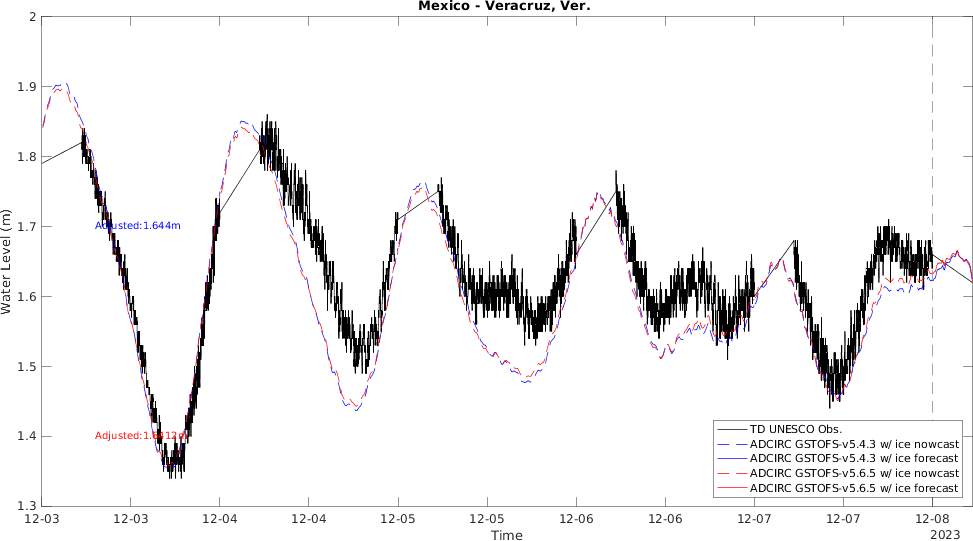 Mexico - Veracruz, Ver.
2
1.9
1.8
1.7
1.6
1.5
1.4
1.3
Water Level (m)
Adjusted:1.644m
Adjusted:1.6412m
TD UNESCO Obs.
ADCIRC GSTOFS-v5.4.3 w/ ice nowcast
ADCIRC GSTOFS-v5.4.3 w/ ice forecast
ADCIRC GSTOFS-v5.6.5 w/ ice nowcast
ADCIRC GSTOFS-v5.6.5 w/ ice forecast
12-03 12-03 12-04 12-04 12-05 12-05 12-06 12-06 12-07 12-07 12-08
2023
Time